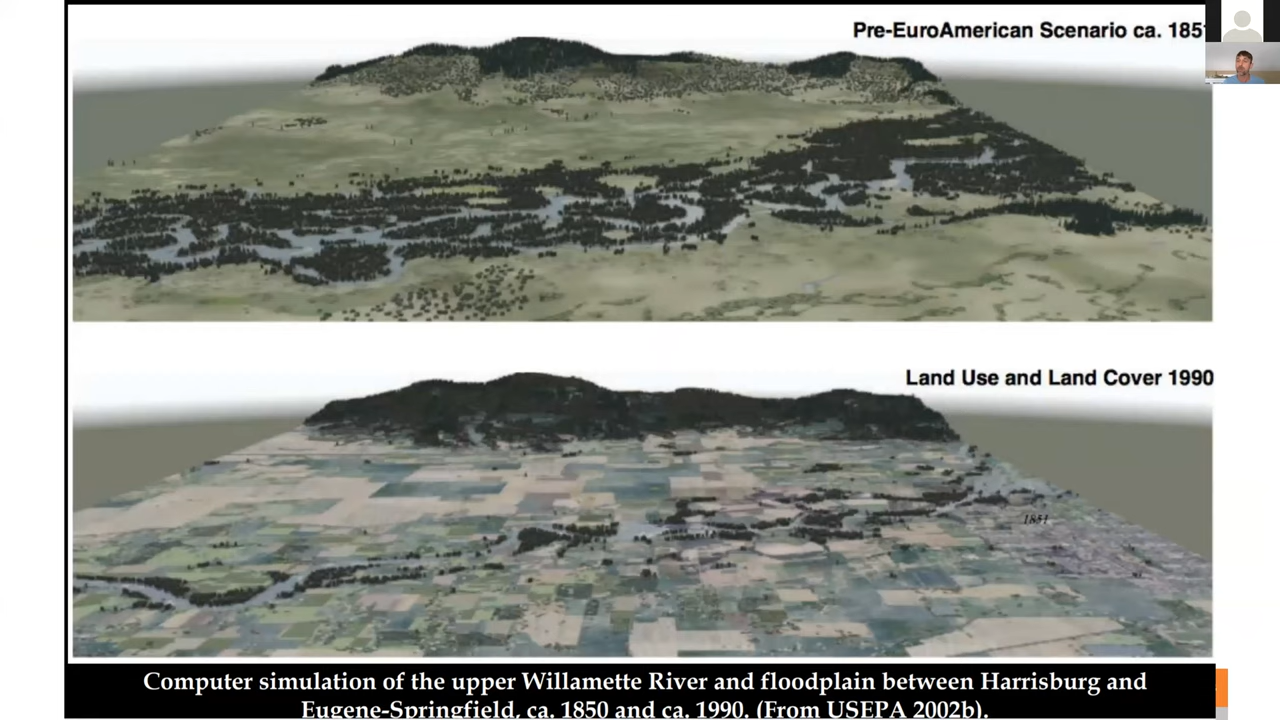 Pre-EuroAmerican Scenario ca. 1851
Land Use and Land Cover 1990
1851
Computer simulation of the upper Willamette River and floodplain between Harrisburg and
Eugene-Springfield, ca. 1850 and ca. 1990. (From USEPA 2002b).